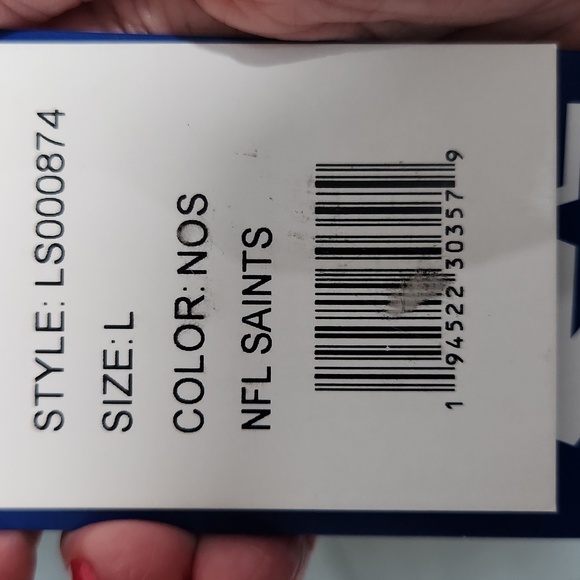 STYLE: LS000874
SIZE: L
COLOR: NOS
NFL SAINTS
1 94522 30357 9